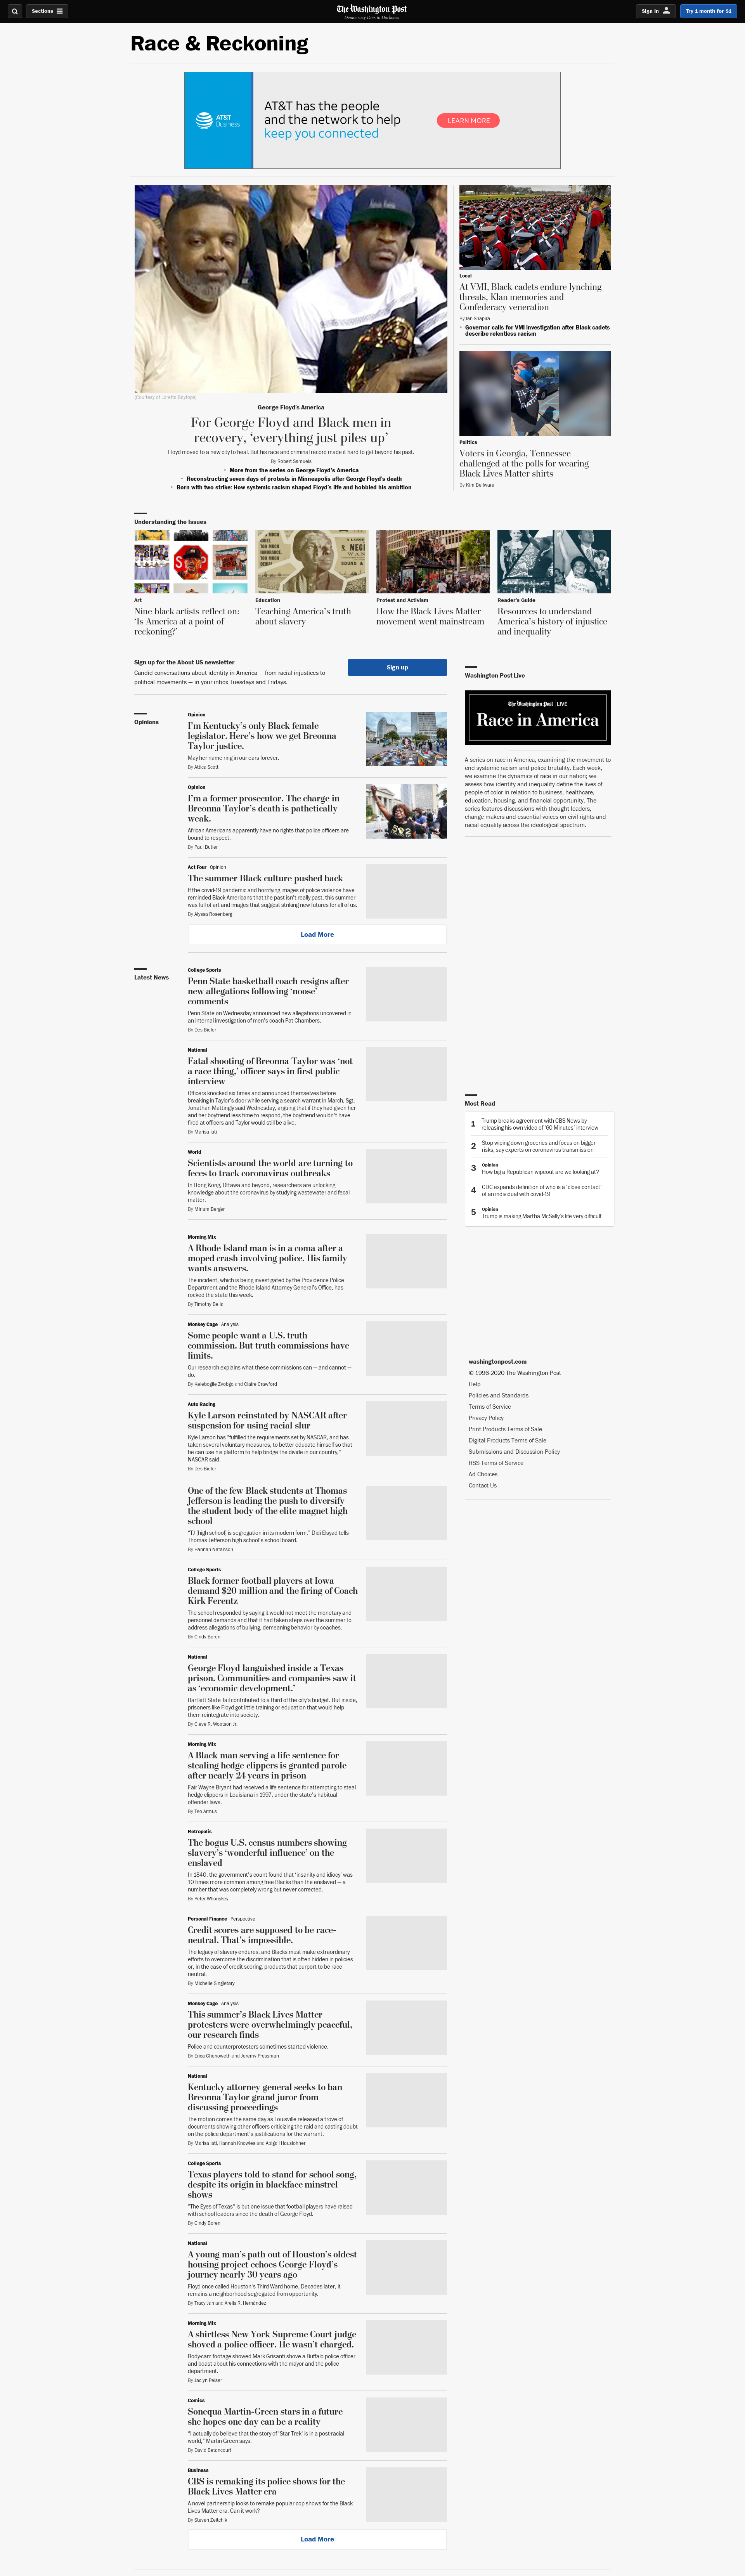 Sections
The Washington Post
Democracy Dies in Darkness
Sign In
Try 1 month for $1
Race & Reckoning
AT&T
Business
AT&T has the people
and the network to help
keep you connected
LEARN MORE
(Courtesy of Loretta Baptops)
George Floyd's America
For George Floyd and Black men in
recovery, 'everything just piles up'
Floyd moved to a new city to heal. But his race and criminal record made it hard to get beyond his past.
By Robert Samuels
More from the series on George Floyd's America
Reconstructing seven days of protests in Minneapolis after George Floyd's death
Born with two strike: How systemic racism shaped Floyd's life and hobbled his ambition
Local
At VMI, Black cadets endure lynching
threats, Klan memories and
Confederacy veneration
By Ian Shapira
Governor calls for VMI investigation after Black cadets
describe relentless racism
Politics
Voters in Georgia, Tennessee
challenged at the polls for wearing
Black Lives Matter shirts
By Kim Bellware
Understanding the Issues
Art
Nine black artists reflect on:
'Is America at a point of
reckoning?'
Education
Teaching America's truth
about slavery
Protest and Activism
How the Black Lives Matter
movement went mainstream
Reader's Guide
Resources to understand
America's history of injustice
and inequality
Sign up for the About US newsletter
Candid conversations about identity in America — from racial injustices to
political movements — in your inbox Tuesdays and Fridays.
Sign up
Opinions
Opinion
I'm Kentucky's only Black female
legislator. Here's how we get Breonna
Taylor justice.
May her name ring in our ears forever.
By Attica Scott
Opinion
I'm a former prosecutor. The charge in
Breonna Taylor's death is pathetically
weak.
African Americans apparently have no rights that police officers are
bound to respect.
By Paul Butler
Act Four Opinion
The summer Black culture pushed back
If the covid-19 pandemic and horrifying images of police violence have
reminded Black Americans that the past isn't really past, this summer
was full of art and images that suggest striking new futures for all of us.
By Alyssa Rosenberg
Load More
Washington Post Live
The Washington Post LIVE
Race in America
A series on race in America, examining the movement to
end systemic racism and police brutality. Each week,
we examine the dynamics of race in our nation; we
assess how identity and inequality define the lives of
people of color in relation to business, healthcare,
education, housing, and financial opportunity. The
series features discussions with thought leaders,
change makers and essential voices on civil rights and
racial equality across the ideological spectrum.
Latest News
College Sports
Penn State basketball coach resigns after
new allegations following 'noose'
comments
Penn State on Wednesday announced new allegations uncovered in
an internal investigation of men's coach Pat Chambers.
By Des Bieler
National
Fatal shooting of Breonna Taylor was 'not
a race thing,' officer says in first public
interview
Officers knocked six times and announced themselves before
breaking in Taylor's door while serving a search warrant in March, Sgt.
Jonathan Mattingly said Wednesday, arguing that if they had given her
and her boyfriend less time to respond, the boyfriend wouldn't have
fired at officers and Taylor would still be alive.
By Marisa Iati
World
Scientists around the world are turning to
feces to track coronavirus outbreaks
In Hong Kong, Ottawa and beyond, researchers are unlocking
knowledge about the coronavirus by studying wastewater and fecal
matter.
By Miriam Berger
Morning Mix
A Rhode Island man is in a coma after a
moped crash involving police. His family
wants answers.
The incident, which is being investigated by the Providence Police
Department and the Rhode Island Attorney General's Office, has
rocked the state this week.
By Timothy Bella
Monkey Cage Analysis
Some people want a U.S. truth
commission. But truth commissions have
limits.
Our research explains what these commissions can — and cannot —
do.
By Kelebogile Zvobgo and Claire Crawford
Auto Racing
Kyle Larson reinstated by NASCAR after
suspension for using racial slur
Kyle Larson has "fulfilled the requirements set by NASCAR, and has
taken several voluntary measures, to better educate himself so that
he can use his platform to help bridge the divide in our country,"
NASCAR said.
By Des Bieler
One of the few Black students at Thomas
Jefferson is leading the push to diversify
the student body of the elite magnet high
school
"TJ [high school] is segregation in its modern form," Didi Elsyad tells
Thomas Jefferson high school's school board.
By Hannah Natanson
College Sports
Black former football players at Iowa
demand $20 million and the firing of Coach
Kirk Ferentz
The school responded by saying it would not meet the monetary and
personnel demands and that it had taken steps over the summer to
address allegations of bullying, demeaning behavior by coaches.
By Cindy Boren
National
George Floyd languished inside a Texas
prison. Communities and companies saw it
as 'economic development.'
Bartlett State Jail contributed to a third of the city's budget. But inside,
prisoners like Floyd got little training or education that would help
them reintegrate into society.
By Cleve R. Wootson Jr.
Morning Mix
A Black man serving a life sentence for
stealing hedge clippers is granted parole
after nearly 24 years in prison
Fair Wayne Bryant had received a life sentence for attempting to steal
hedge clippers in Louisiana in 1997, under the state's habitual
offender laws.
By Teo Armus
Retropolis
The bogus U.S. census numbers showing
slavery's 'wonderful influence' on the
enslaved
In 1840, the government's count found that 'insanity and idiocy' was
10 times more common among free Blacks than the enslaved — a
number that was completely wrong but never corrected.
By Peter Whoriskey
Personal Finance Perspective
Credit scores are supposed to be race-
neutral. That's impossible.
The legacy of slavery endures, and Blacks must make extraordinary
efforts to overcome the discrimination that is often hidden in policies
or, in the case of credit scoring, products that purport to be race-
neutral.
By Michelle Singletary
Monkey Cage Analysis
This summer's Black Lives Matter
protesters were overwhelmingly peaceful,
our research finds
Police and counterprotesters sometimes started violence.
By Erica Chenoweth and Jeremy Pressman
National
Kentucky attorney general seeks to ban
Breonna Taylor grand juror from
discussing proceedings
The motion comes the same day as Louisville released a trove of
documents showing other officers criticizing the raid and casting doubt
on the police department's justifications for the warrant.
By Marisa Iati, Hannah Knowles and Abigail Hauslohner
College Sports
Texas players told to stand for school song,
despite its origin in blackface minstrel
shows
"The Eyes of Texas" is but one issue that football players have raised
with school leaders since the death of George Floyd.
By Cindy Boren
National
A young man's path out of Houston's oldest
housing project echoes George Floyd's
journey nearly 30 years ago
Floyd once called Houston's Third Ward home. Decades later, it
remains a neighborhood segregated from opportunity.
By Tracy Jan and Arelis R. Hernández
Morning Mix
A shirtless New York Supreme Court judge
shoved a police officer. He wasn't charged.
Body-cam footage showed Mark Grisanti shove a Buffalo police officer
and boast about his connections with the mayor and the police
department.
By Jaclyn Peiser
Comics
Sonequa Martin-Green stars in a future
she hopes one day can be a reality
"I actually do believe that the story of 'Star Trek' is in a post-racial
world," Martin-Green says.
By David Betancourt
Business
CBS is remaking its police shows for the
Black Lives Matter era
A novel partnership looks to remake popular cop shows for the Black
Lives Matter era. Can it work?
By Steven Zeitchik
Load More
Most Read
1
Trump breaks agreement with CBS News by
releasing his own video of '60 Minutes' interview
2
Stop wiping down groceries and focus on bigger
risks, say experts on coronavirus transmission
3
Opinion
How big a Republican wipeout are we looking at?
4
CDC expands definition of who is a 'close contact'
of an individual with covid-19
5
Opinion
Trump is making Martha McSally's life very difficult
washingtonpost.com
© 1996-2020 The Washington Post
Help
Policies and Standards
Terms of Service
Privacy Policy
Print Products Terms of Sale
Digital Products Terms of Sale
Submissions and Discussion Policy
RSS Terms of Service
Ad Choices
Contact Us